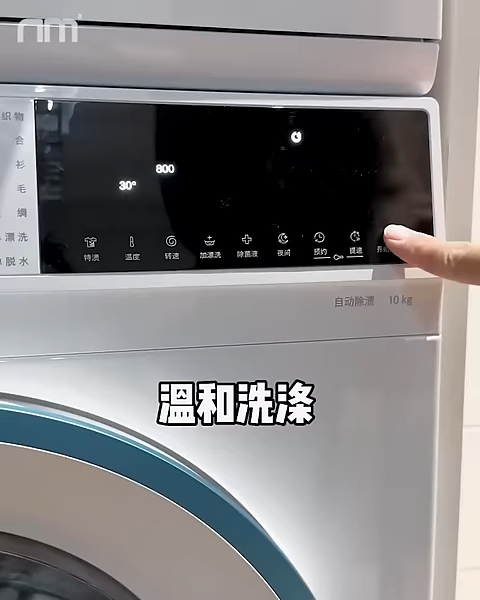 nm
织物
合
衫
毛
绸
漂洗
脱水
800
30°
特渍
温度
转速
加漂洗
除菌液
夜间
预约
提速
自动除渍 10 kg
溫和洗涤